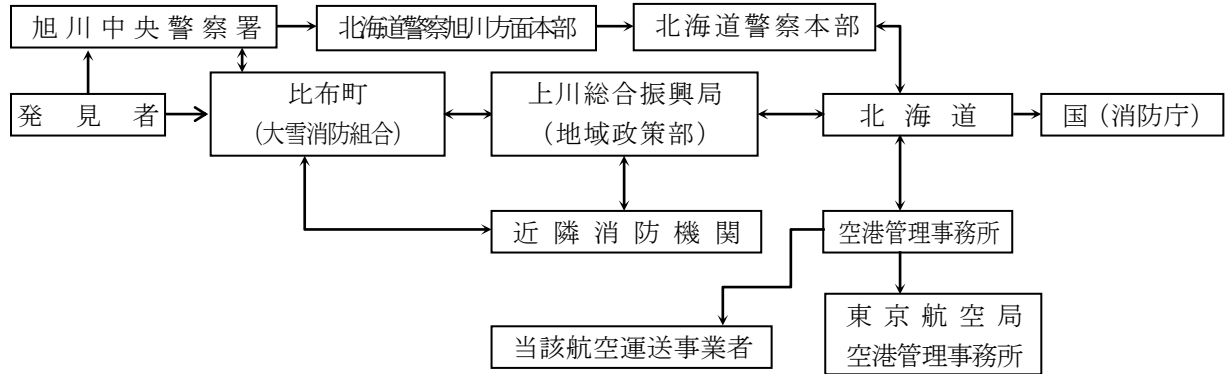 旭川中央警察署
北海道警察旭川方面本部
北海道警察本部
発見者
比布町
(大雪消防組合)
上川総合振興局
(地域政策部)
北海道
国(消防庁)
近隣消防機関
空港管理事務所
当該航空運送事業者
東京航空局
空港管理事務所